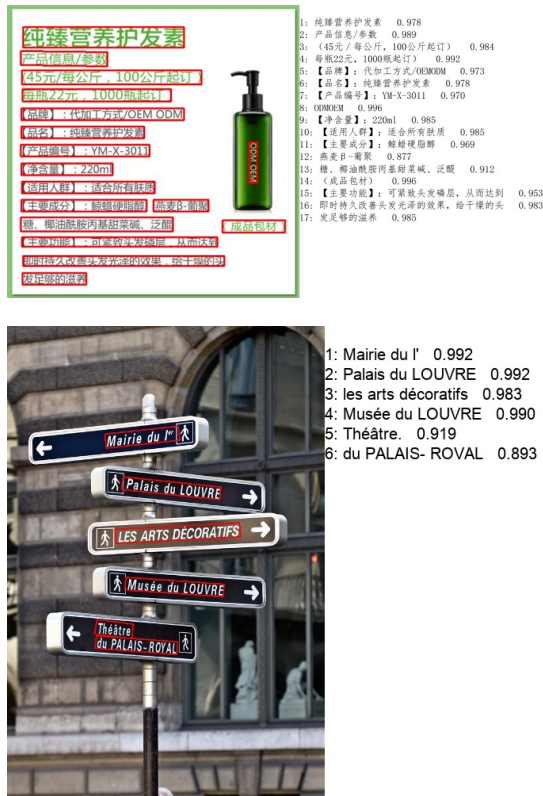 纯臻营养护发素
产品信息/参数
(45元/每公斤，100公斤起订)
每瓶22元，1000瓶起订)
【品牌】：代加工方式/OEM ODM
【品名】：纯臻营养护发素
【产品编号】：YM-X-3011
【净含量】：220ml
【适用人群】：适合所有肤质
【主要成分】：鲸蜡硬脂醇、燕麦β-葡聚
糖、椰油酰胺丙基甜菜碱、泛醌
【主要功能】：可紧致头发磷层，从而达到
即时持久改善头发光泽的效果，给干燥的头
发足够的滋养
ODM OEM
(成品包材)
1: 纯臻营养护发素 0.978
2: 产品信息/参数 0.989
3: (45元/每公斤，100公斤起订) 0.984
4: 每瓶22元，1000瓶起订) 0.992
5: 【品牌】：代加工方式/OEMODM 0.973
6: 【品名】：纯臻营养护发素 0.978
7: 【产品编号】：YM-X-3011 0.970
8: ODMOEM 0.996
9: 【净含量】：220ml 0.985
10: 【适用人群】：适合所有肤质 0.985
11: 【主要成分】：鲸蜡硬脂醇 0.969
12: 燕麦β-葡聚 0.877
13: 糖、椰油酰胺丙基甜菜碱、泛醌 0.912
14: (成品包材) 0.996
15: 【主要功能】：可紧致头发磷层，从而达到 0.953
16: 即时持久改善头发光泽的效果，给干燥的头 0.983
17: 发足够的滋养 0.985
Mairie du Iᵉʳ
Palais du LOUVRE
LES ARTS DÉCORATIFS
Musée du LOUVRE
Théâtre
du PALAIS-ROYAL
1: Mairie du l' 0.992
2: Palais du LOUVRE 0.992
3: les arts décoratifs 0.983
4: Musée du LOUVRE 0.990
5: Théâtre. 0.919
6: du PALAIS- ROVAL 0.893